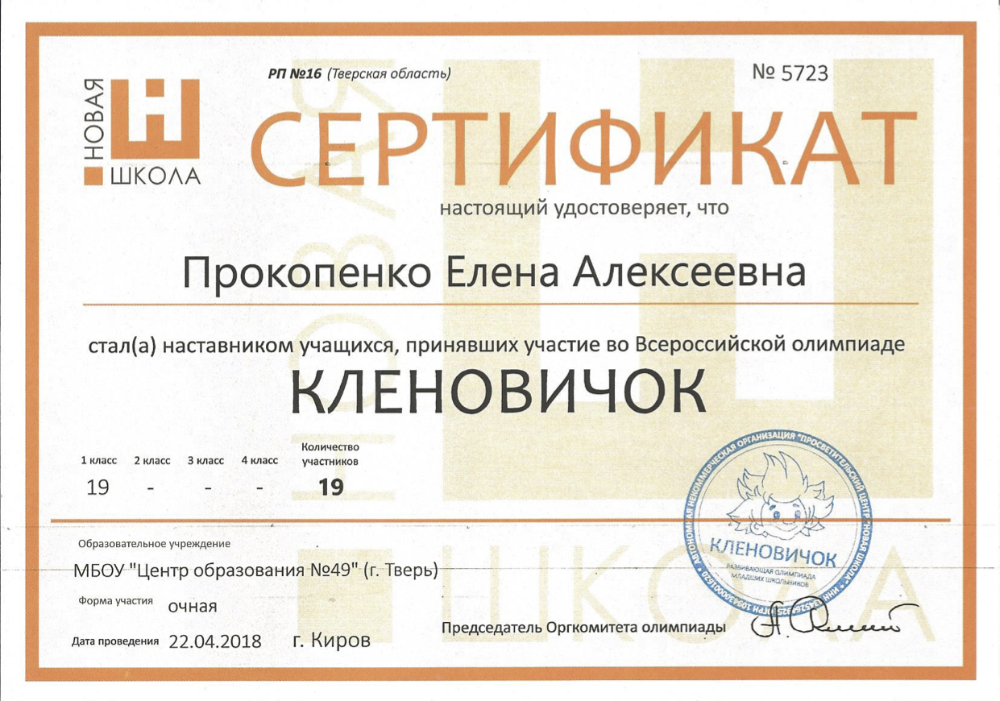 РП №16 (Тверская область)
№ 5723
НОВАЯ
ШКОЛА
СЕРТИФИКАТ
настоящий удостоверяет, что
Прокопенко Елена Алексеевна
стал(а) наставником учащихся, принявших участие во Всероссийской олимпиаде
КЛЕНОВИЧОК
1 класс 2 класс 3 класс 4 класс Количество участников
19 - - - 19
Образовательное учреждение
МБОУ "Центр образования №49" (г. Тверь)
Форма участия очная
Дата проведения 22.04.2018 г. Киров
Председатель Оргкомитета олимпиады
АВТОНОМНАЯ НЕКОММЕРЧЕСКАЯ ОРГАНИЗАЦИЯ "ПРОСВЕТИТЕЛЬСКИЙ ЦЕНТР "НОВАЯ ШКОЛА"
КЛЕНОВИЧОК
РАЗВИВАЮЩАЯ ОЛИМПИАДА
МЛАДШИХ ШКОЛЬНИКОВ
НОВАЯ
ШКОЛА